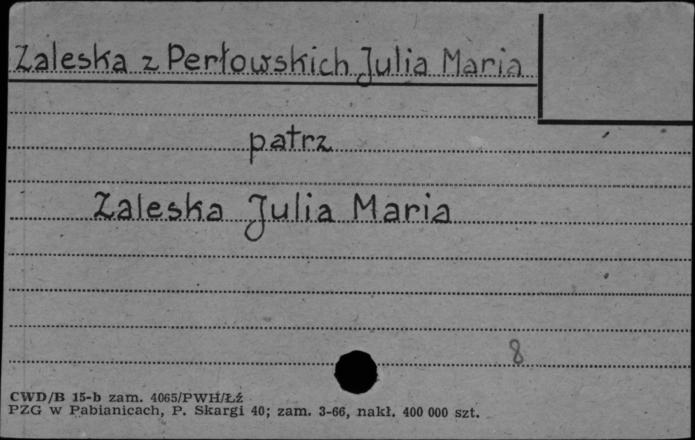 Zaleska z Perłowskich Julia Maria
patrz
Zaleska Julia Maria
8
CWD/B 15-b zam. 4065/PWH/Łź
PZG w Pabianicach, P. Skargi 40; zam. 3-66, nakł. 400 000 szt.